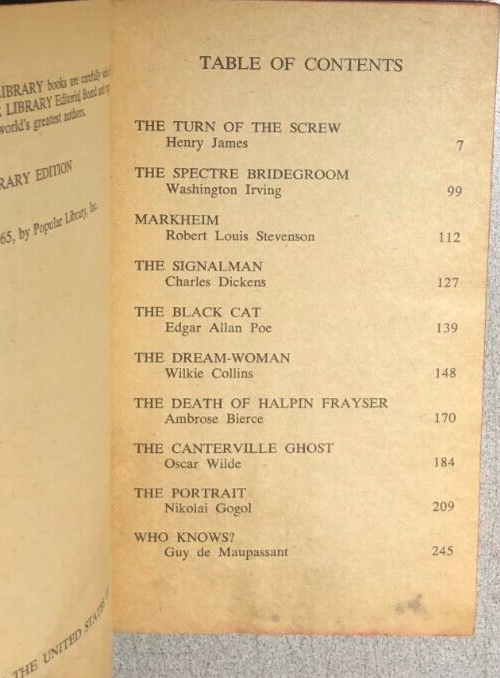 LIBRARY books are carefully
LIBRARY Editorial Board and
world's greatest authors.
RARY EDITION
65, by Popular Library, Inc.
THE UNITED STATES
TABLE OF CONTENTS
THE TURN OF THE SCREW
Henry James 7
THE SPECTRE BRIDEGROOM
Washington Irving 99
MARKHEIM
Robert Louis Stevenson 112
THE SIGNALMAN
Charles Dickens 127
THE BLACK CAT
Edgar Allan Poe 139
THE DREAM-WOMAN
Wilkie Collins 148
THE DEATH OF HALPIN FRAYSER
Ambrose Bierce 170
THE CANTERVILLE GHOST
Oscar Wilde 184
THE PORTRAIT
Nikolai Gogol 209
WHO KNOWS?
Guy de Maupassant 245